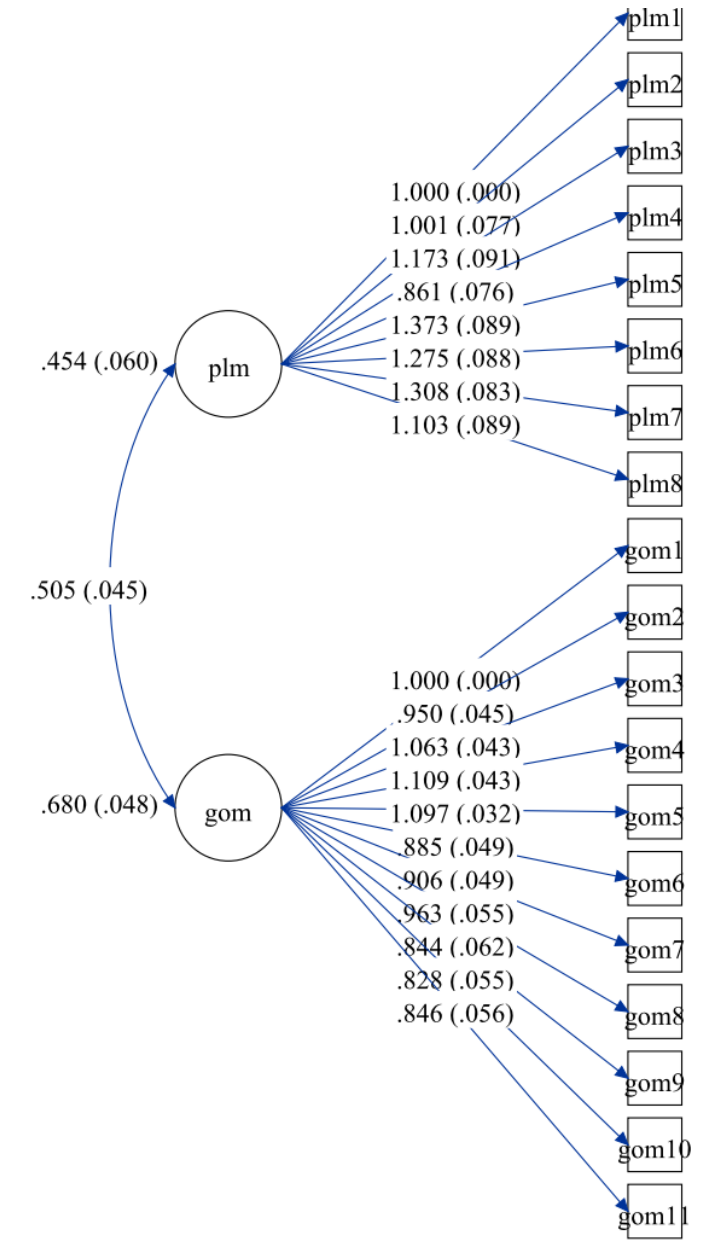 plm1
plm2
plm3
plm4
plm5
plm6
plm7
plm8
1.000 (.000)
1.001 (.077)
1.173 (.091)
.861 (.076)
1.373 (.089)
1.275 (.088)
1.308 (.083)
1.103 (.089)
.454 (.060)
plm
.505 (.045)
gom1
gom2
gom3
gom4
gom5
gom6
gom7
gom8
gom9
gom10
gom11
1.000 (.000)
.950 (.045)
1.063 (.043)
1.109 (.043)
1.097 (.032)
.885 (.049)
.906 (.049)
.963 (.055)
.844 (.062)
.828 (.055)
.846 (.056)
.680 (.048)
gom